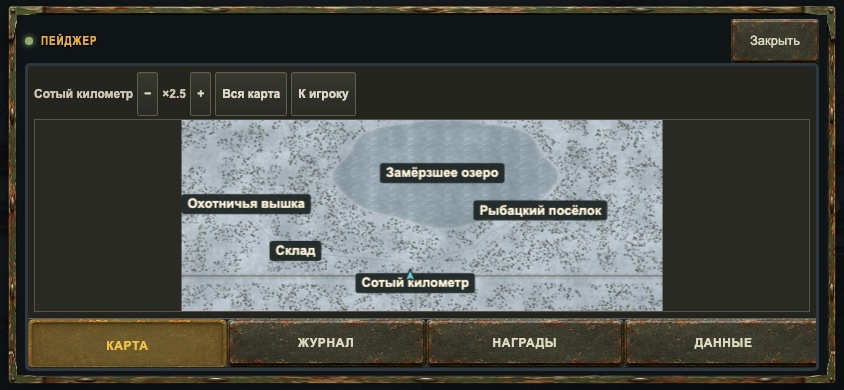 ПЕЙДЖЕР
Закрыть
Сотый километр − ×2.5 + Вся карта К игроку
Замёрзшее озеро
Охотничья вышка
Рыбацкий посёлок
Склад
Сотый километр
КАРТА ЖУРНАЛ НАГРАДЫ ДАННЫЕ